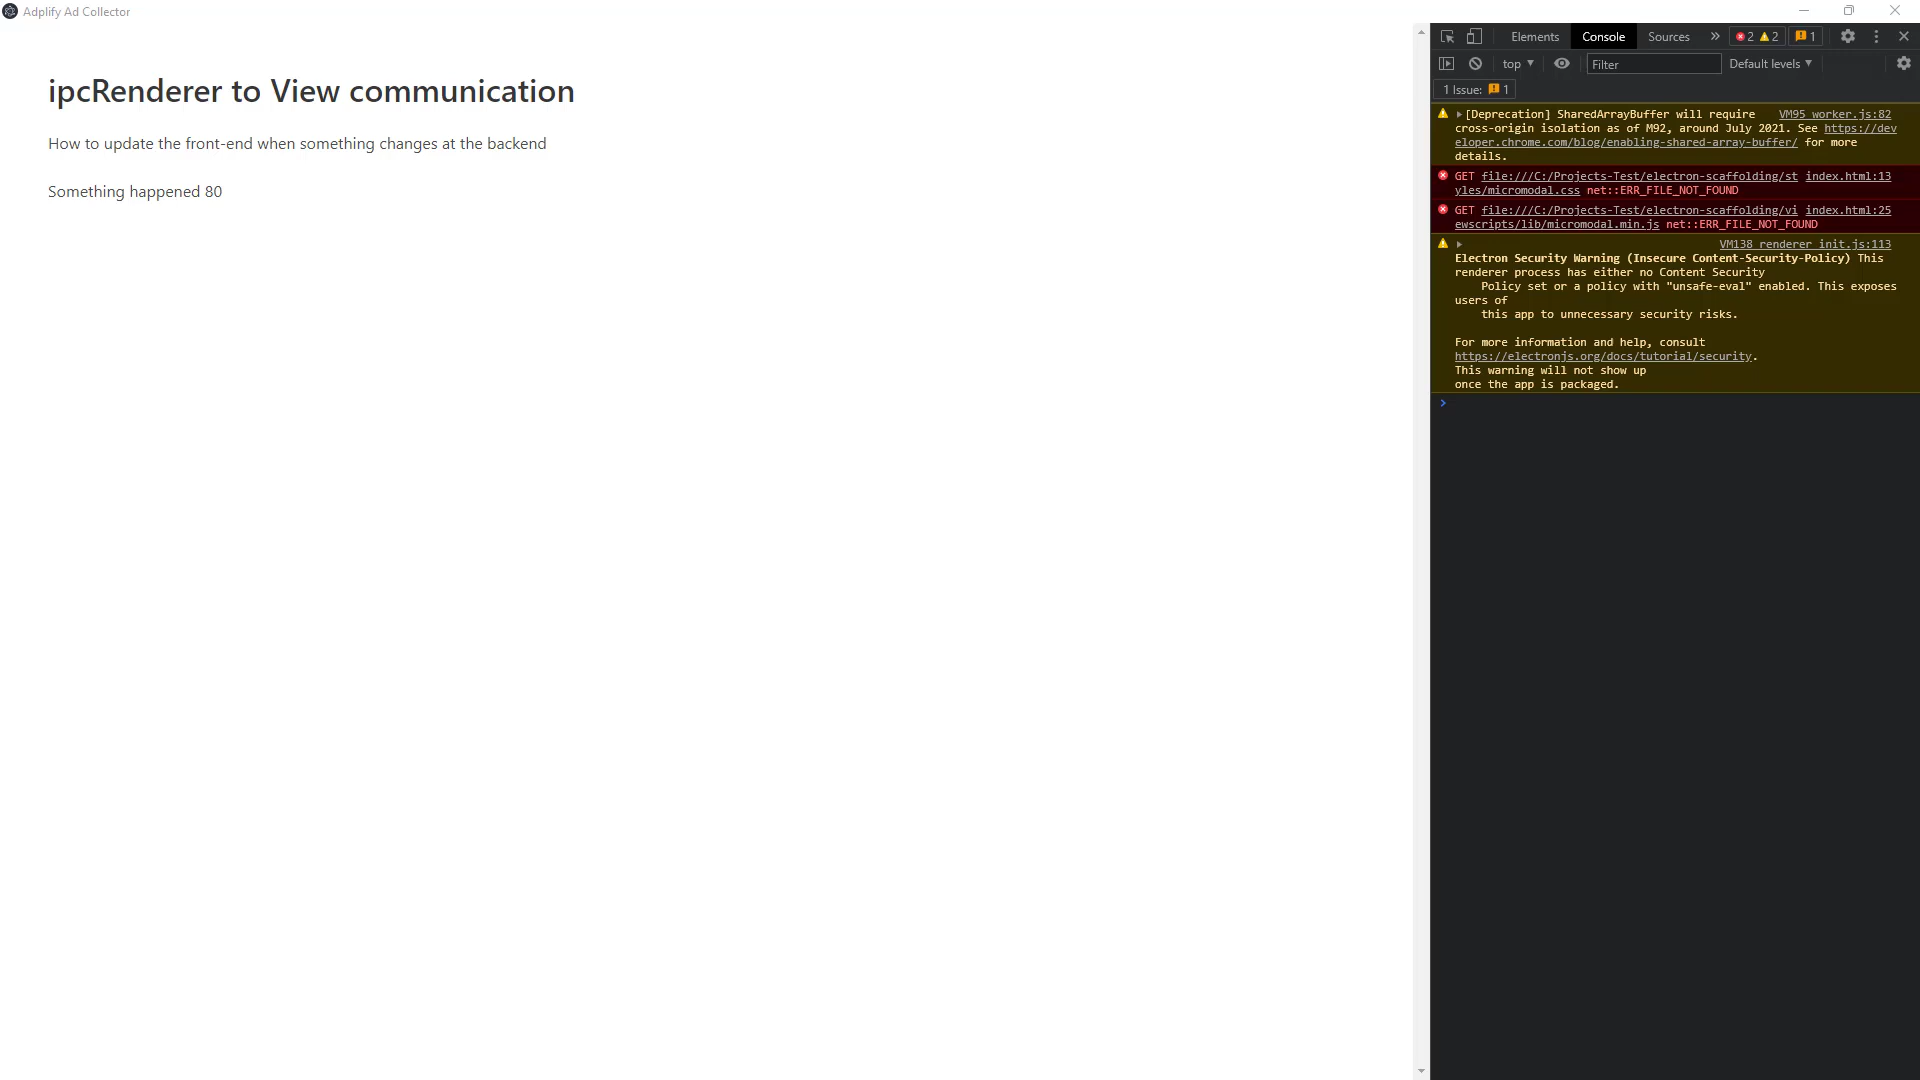 Adplify Ad Collector
ipcRenderer to View communication
How to update the front-end when something changes at the backend
Something happened 80
Elements Console Sources » 2 2 1
top Filter Default levels
1 Issue: 1
[Deprecation] SharedArrayBuffer will require VM95 worker.js:82
cross-origin isolation as of M92, around July 2021. See https://dev
eloper.chrome.com/blog/enabling-shared-array-buffer/ for more
details.
GET file:///C:/Projects-Test/electron-scaffolding/st index.html:13
yles/micromodal.css net::ERR_FILE_NOT_FOUND
GET file:///C:/Projects-Test/electron-scaffolding/vi index.html:25
ewscripts/lib/micromodal.min.js net::ERR_FILE_NOT_FOUND
VM138 renderer_init.js:113
Electron Security Warning (Insecure Content-Security-Policy) This
renderer process has either no Content Security
Policy set or a policy with "unsafe-eval" enabled. This exposes
users of
this app to unnecessary security risks.
For more information and help, consult
https://electronjs.org/docs/tutorial/security.
This warning will not show up
once the app is packaged.